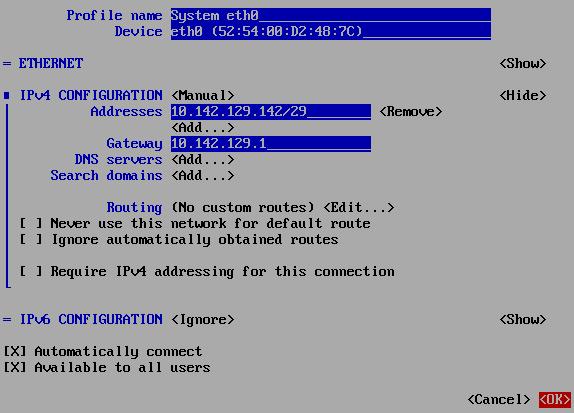 Profile name System eth0
Device eth0 (52:54:00:D2:48:7C)
= ETHERNET <Show>
IPv4 CONFIGURATION <Manual> <Hide>
Addresses 10.142.129.142/29 <Remove>
<Add...>
Gateway 10.142.129.1
DNS servers <Add...>
Search domains <Add...>
Routing (No custom routes) <Edit...>
[ ] Never use this network for default route
[ ] Ignore automatically obtained routes
[ ] Require IPv4 addressing for this connection
= IPv6 CONFIGURATION <Ignore> <Show>
[X] Automatically connect
[X] Available to all users
<Cancel> <OK>